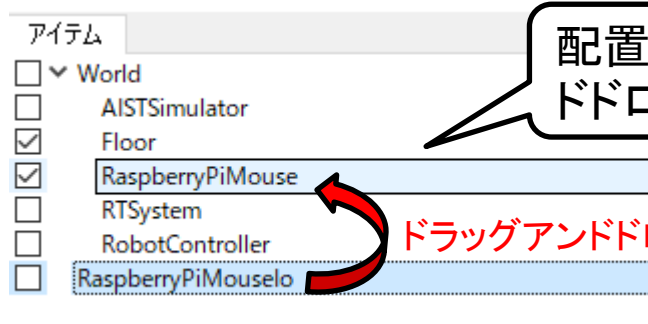 アイテム
配置
ドドロ
World
AISTSimulator
Floor
RaspberryPiMouse
RTSystem
RobotController
ドラッグアンドド
RaspberryPiMouseIo